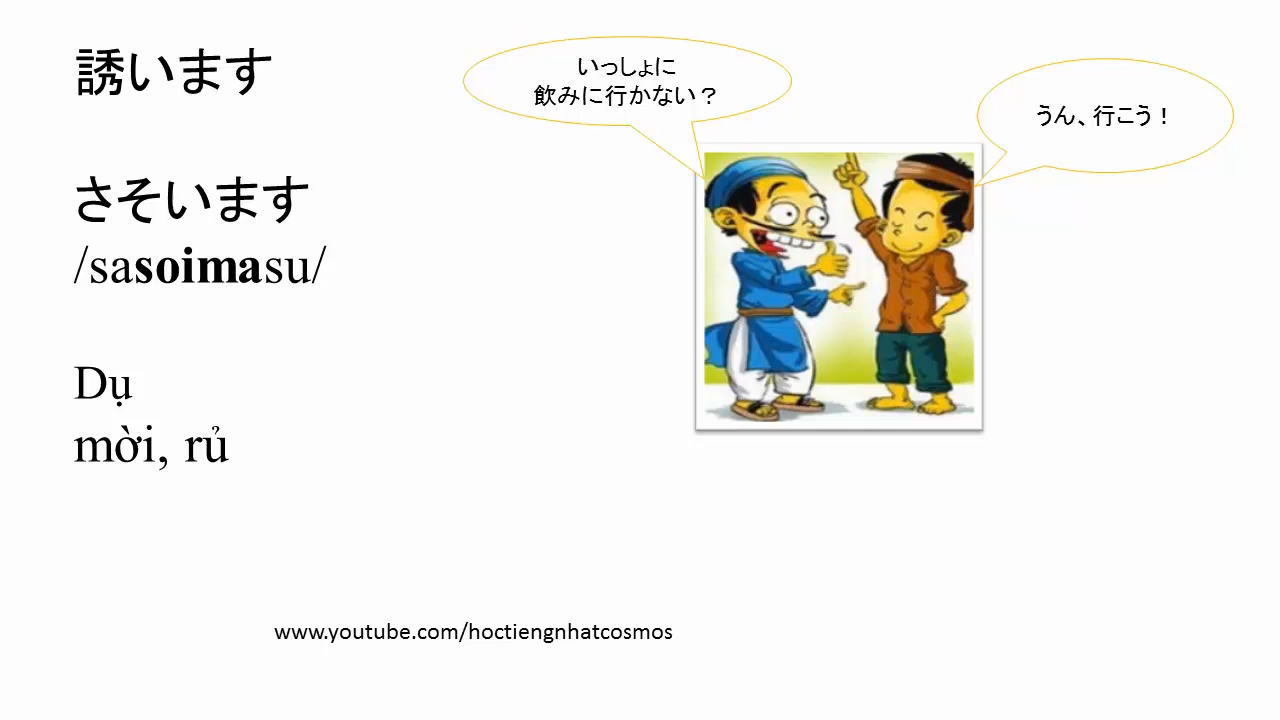 誘います
さそいます
/sasoimasu/
Dụ
mời, rủ
いっしょに
飲みに行かない？
うん、行こう！
www.youtube.com/hoctiengnhatcosmos